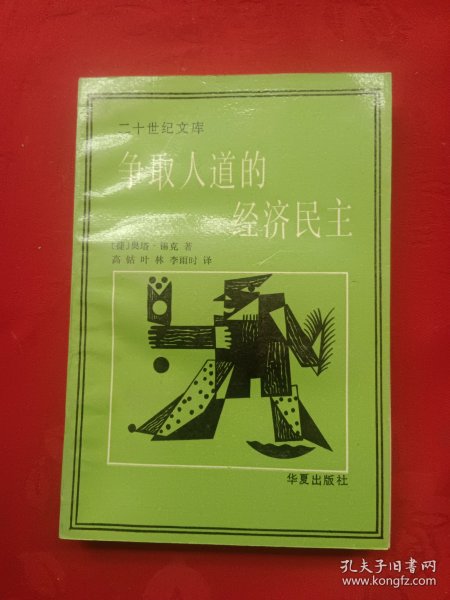 二十世纪文库
争取人道的
经济民主
〔捷〕奥塔·锡克 著
高铦 叶林 李雨时 译
华夏出版社
孔夫子旧书网
www.kongfz.com